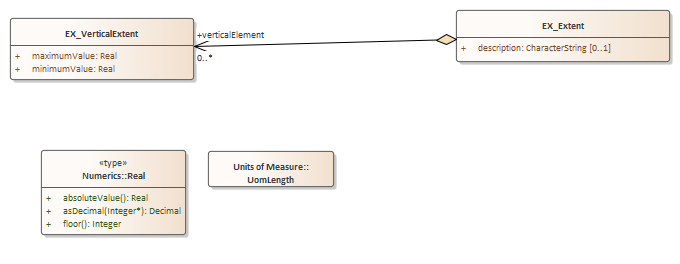 EX_VerticalExtent
+ maximumValue: Real
+ minimumValue: Real
+verticalElement
0..*
EX_Extent
+ description: CharacterString [0..1]
«type»
Numerics::Real
+ absoluteValue(): Real
+ asDecimal(Integer*): Decimal
+ floor(): Integer
Units of Measure::
UomLength